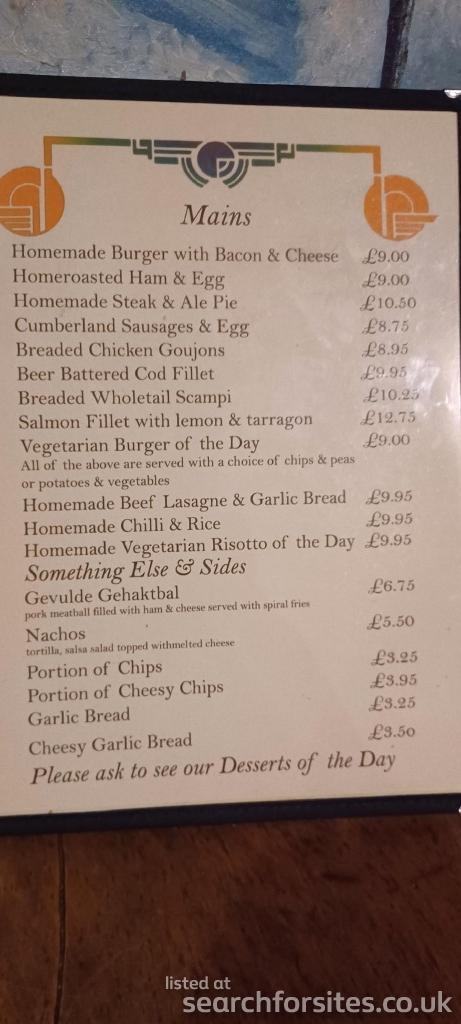 Mains
Homemade Burger with Bacon & Cheese £9.00
Homeroasted Ham & Egg £9.00
Homemade Steak & Ale Pie £10.50
Cumberland Sausages & Egg £8.75
Breaded Chicken Goujons £8.95
Beer Battered Cod Fillet £9.95
Breaded Wholetail Scampi £10.25
Salmon Fillet with lemon & tarragon £12.75
Vegetarian Burger of the Day £9.00
All of the above are served with a choice of chips & peas
or potatoes & vegetables
Homemade Beef Lasagne & Garlic Bread £9.95
Homemade Chilli & Rice £9.95
Homemade Vegetarian Risotto of the Day £9.95
Something Else & Sides
Gevulde Gehaktbal £6.75
pork meatball filled with ham & cheese served with spiral fries
Nachos £5.50
tortilla, salsa salad topped withmelted cheese
Portion of Chips £3.25
Portion of Cheesy Chips £3.95
Garlic Bread £3.25
Cheesy Garlic Bread £3.50
Please ask to see our Desserts of the Day
listed at
searchforsites.co.uk